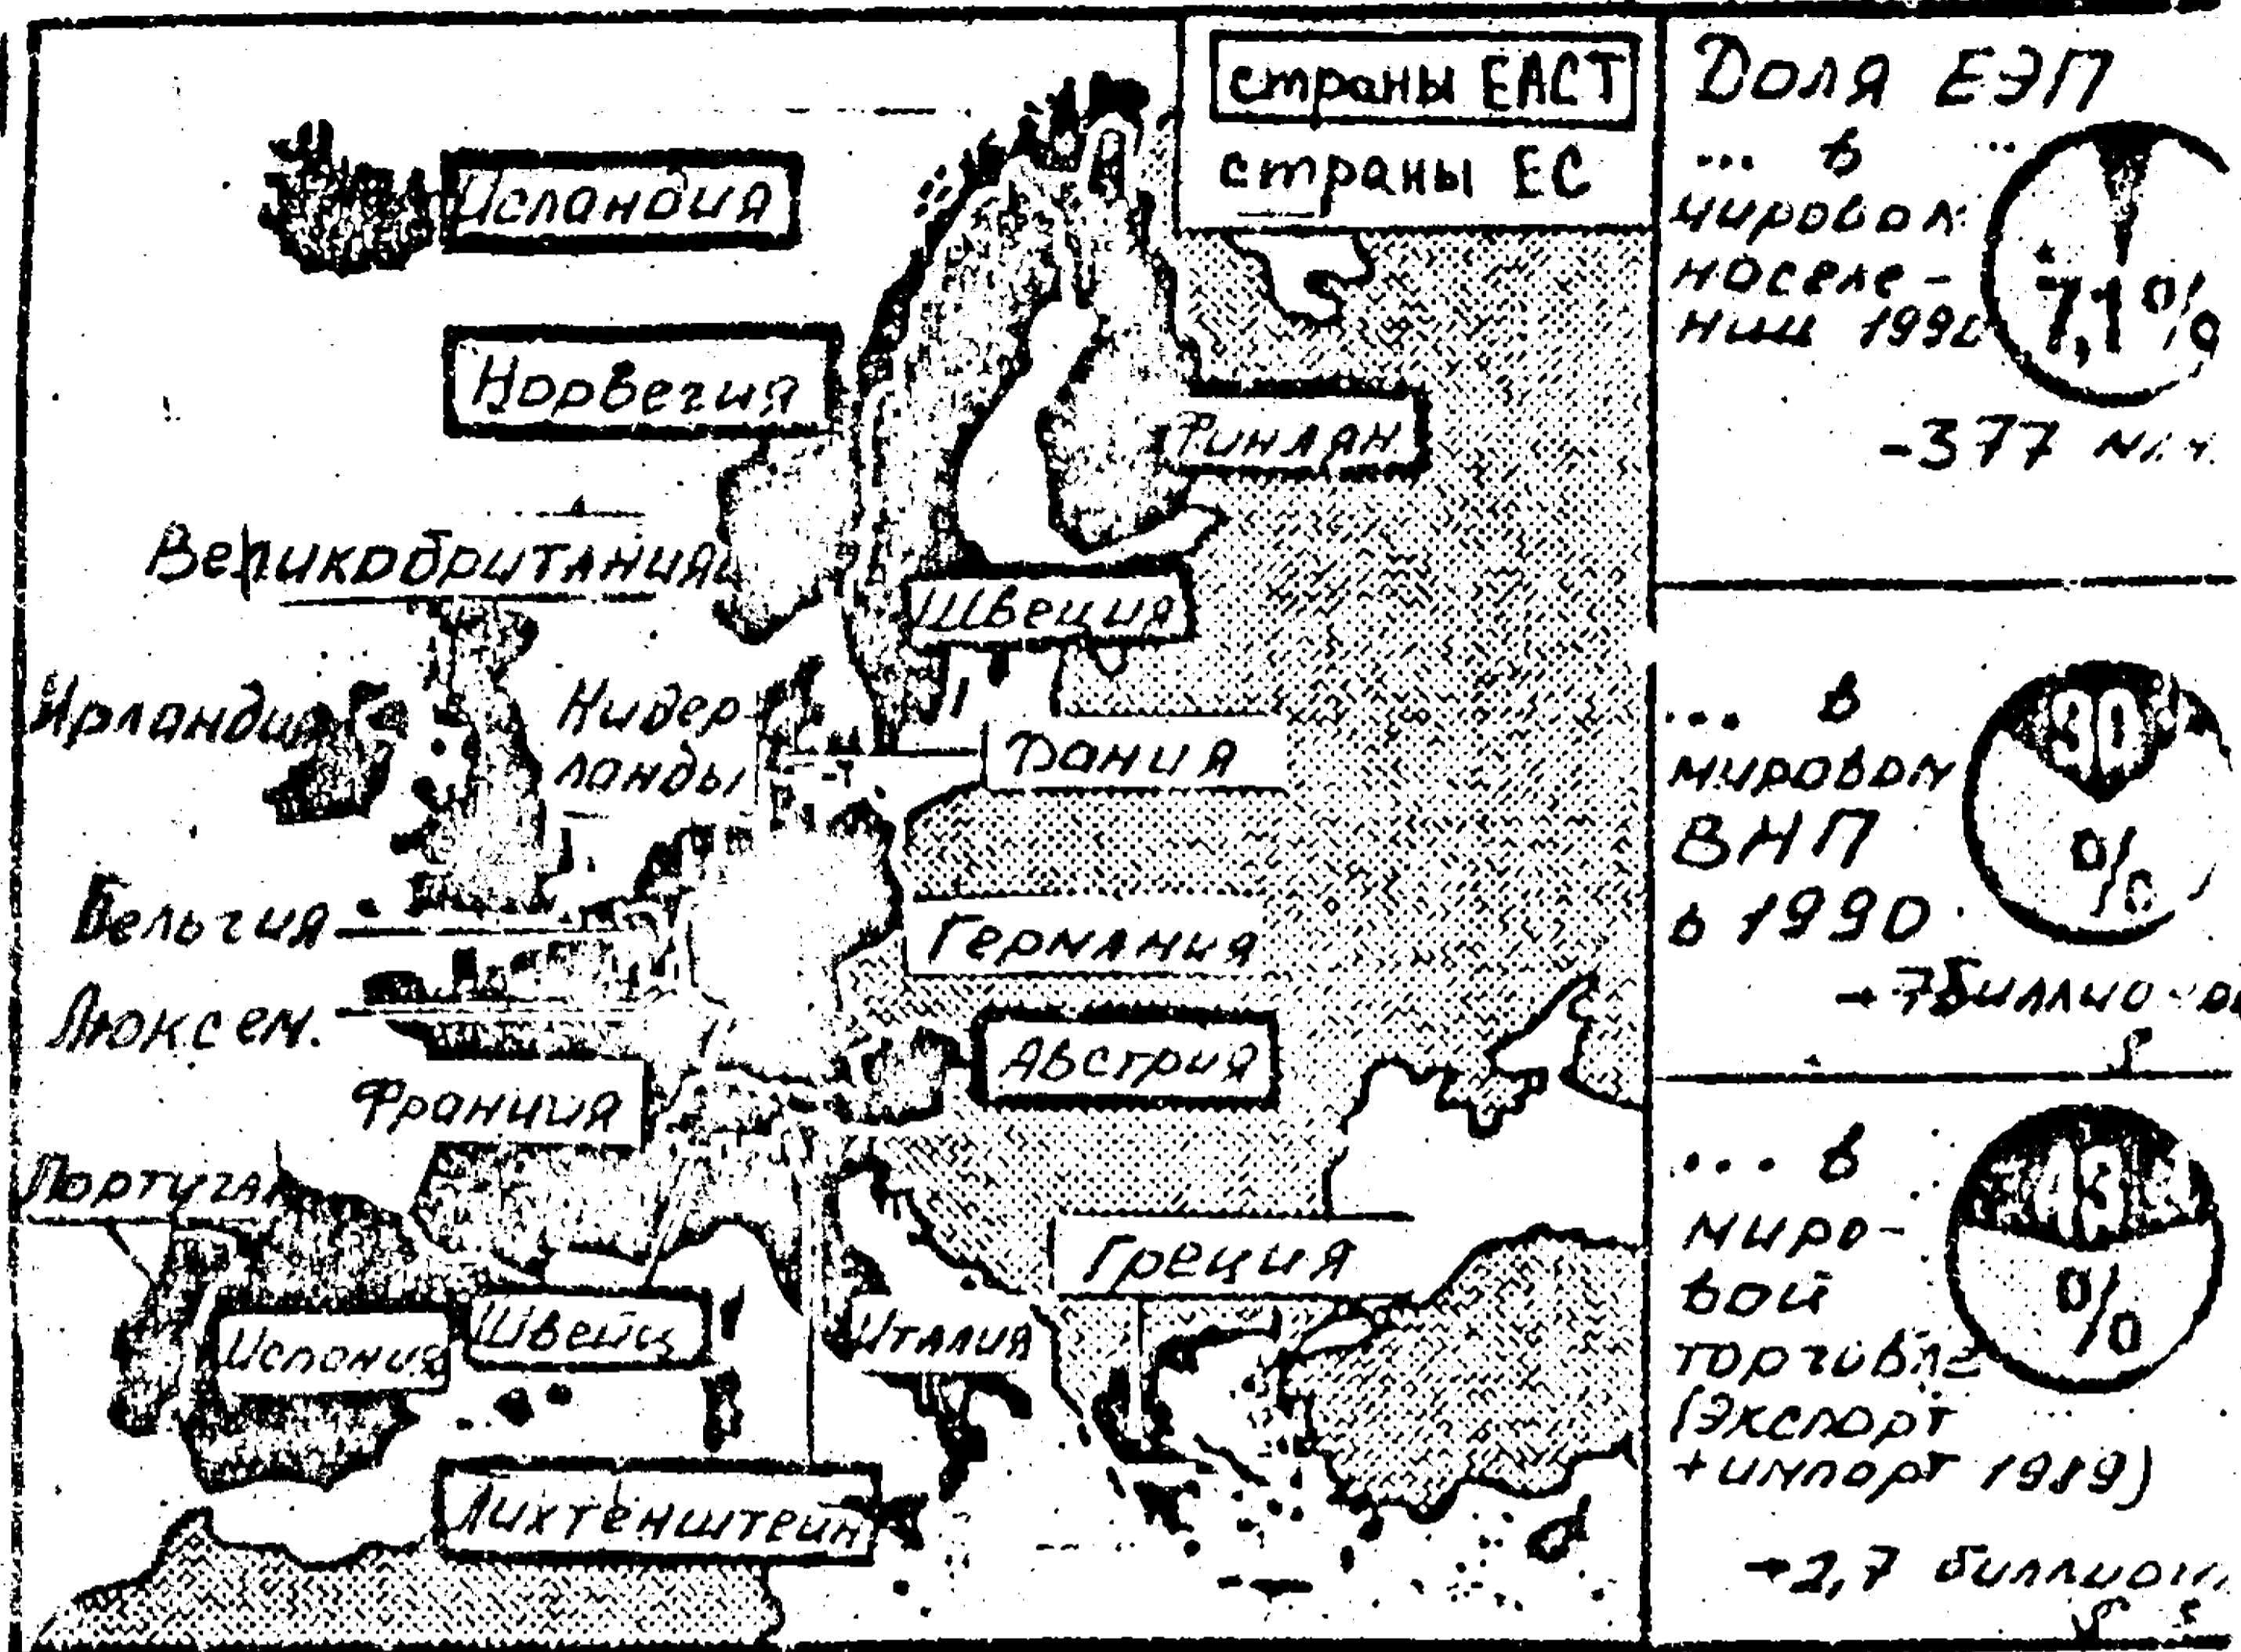 страны ЕАСТ
страны ЕС
Исландия
Норвегия
Финлян.
Великобритания
Швеция
Ирландия
Нидер-
ланды
Дания
Бельгия
Германия
Люксем.
Австрия
Франция
Португал
Греция
Испания
Швейц
Италия
Лихтенштейн
Доля ЕЭП
... в
мировом
населе-
нии 1990
7,1%
-377 млн.
... в
мировом
ВНП
в 1990
30
%
... в
миро-
вой
торговле
(Экспорт
+импорт 1989)
43
%